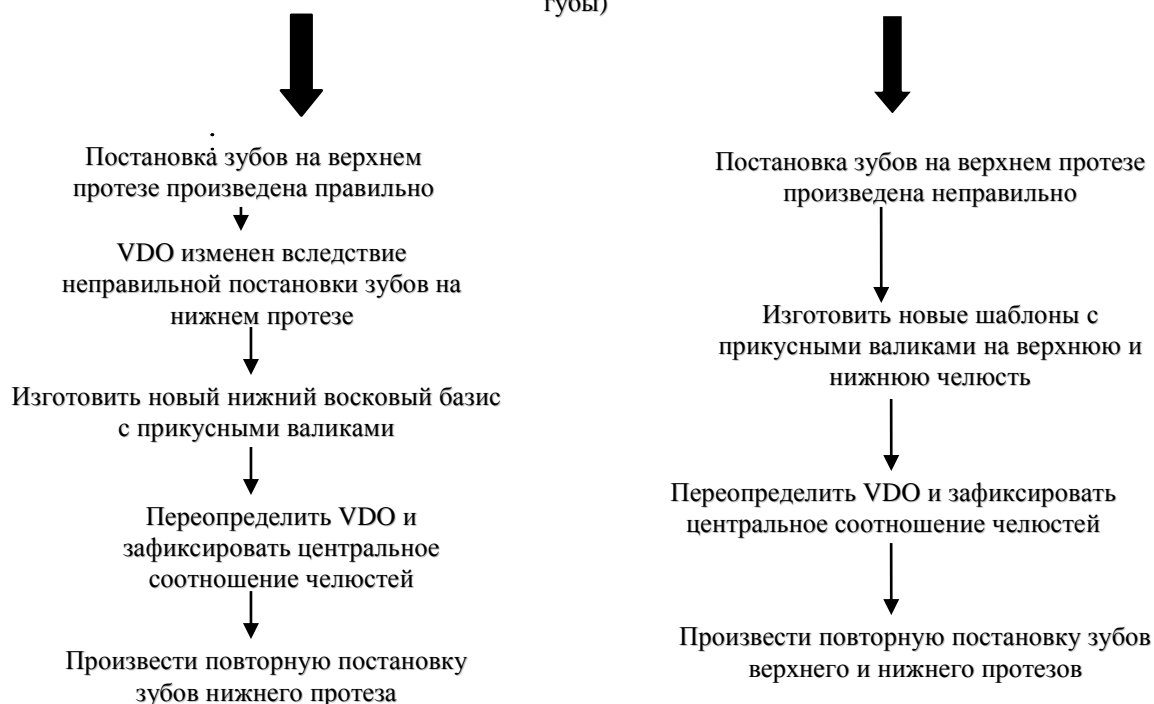 губы)
Постановка зубов на верхнем
протезе произведена правильно
VDO изменен вследствие
неправильной постановки зубов на
нижнем протезе
Изготовить новый нижний восковый базис
с прикусными валиками
Переопределить VDO и
зафиксировать центральное
соотношение челюстей
Произвести повторную постановку
зубов нижнего протеза
Постановка зубов на верхнем протезе
произведена неправильно
Изготовить новые шаблоны с
прикусными валиками на верхнюю и
нижнюю челюсть
Переопределить VDO и зафиксировать
центральное соотношение челюстей
Произвести повторную постановку зубов
верхнего и нижнего протезов